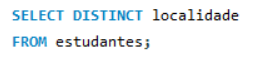 SELECT DISTINCT localidade
FROM estudantes;